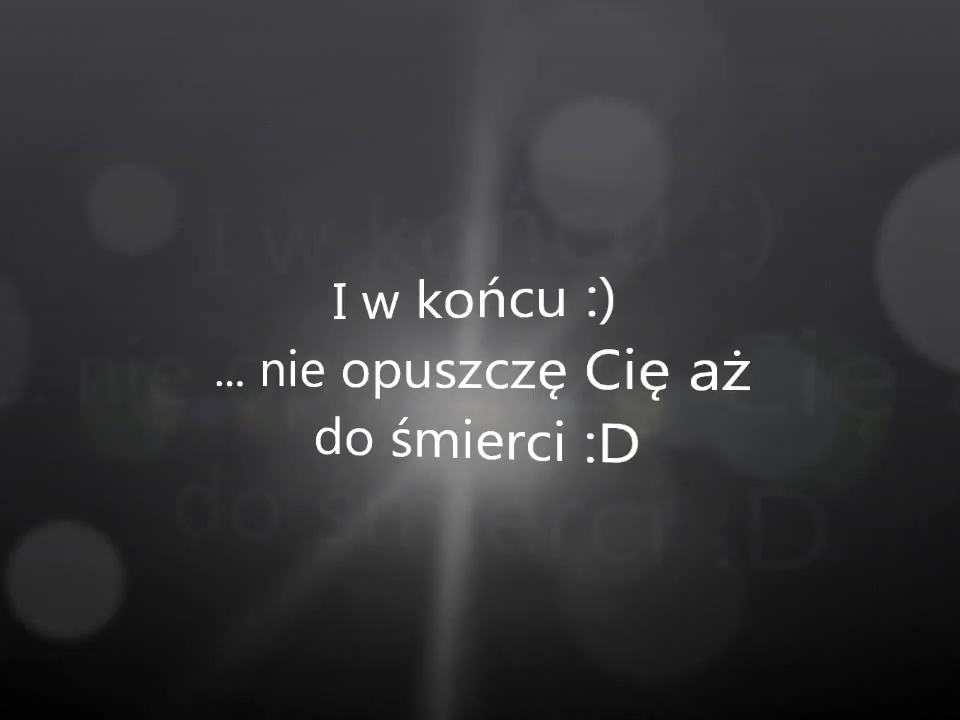 I w końcu :)
... nie opuszczę Cię aż
do śmierci :D